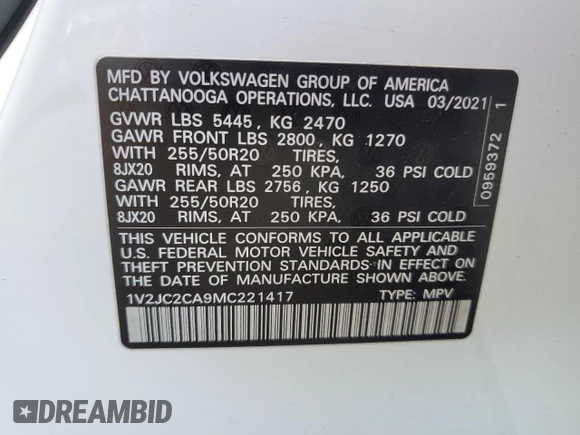 MFD BY VOLKSWAGEN GROUP OF AMERICA
CHATTANOOGA OPERATIONS, LLC. USA 03/2021
GVWR LBS 5445, KG 2470
GAWR FRONT LBS 2800, KG 1270
WITH 255/50R20 TIRES,
8JX20 RIMS, AT 250 KPA, 36 PSI COLD
GAWR REAR LBS 2756, KG 1250
WITH 255/50R20 TIRES,
8JX20 RIMS, AT 250 KPA, 36 PSI COLD
THIS VEHICLE CONFORMS TO ALL APPLICABLE
U.S. FEDERAL MOTOR VEHICLE SAFETY AND
THEFT PREVENTION STANDARDS IN EFFECT ON
THE DATE OF MANUFACTURE SHOWN ABOVE.
1V2JC2CA9MC221417 TYPE: MPV
0959372 1
DREAMBID